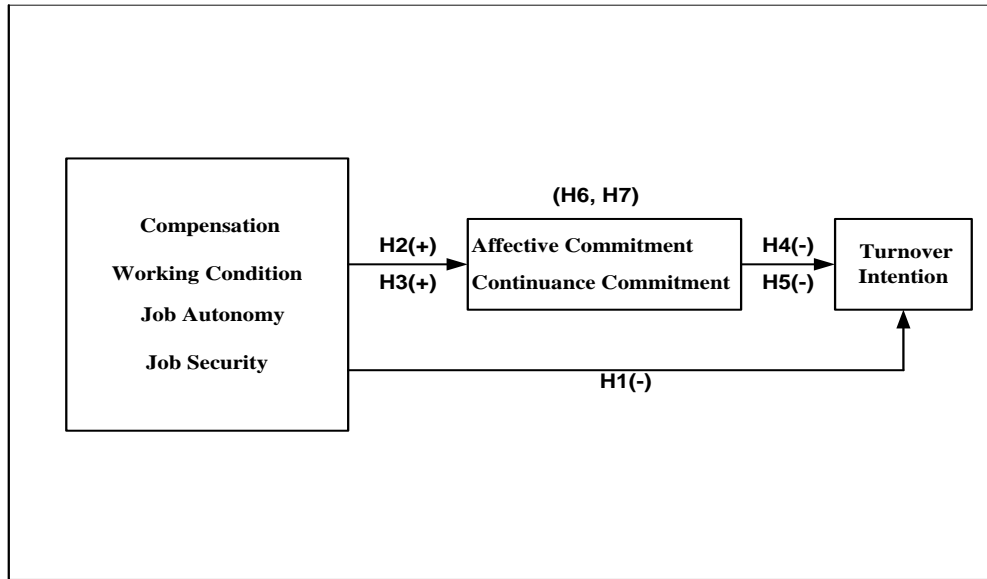 Compensation
Working Condition
Job Autonomy
Job Security
H2(+)
H3(+)
(H6, H7)
Affective Commitment
Continuance Commitment
H4(-)
H5(-)
Turnover
Intention
H1(-)